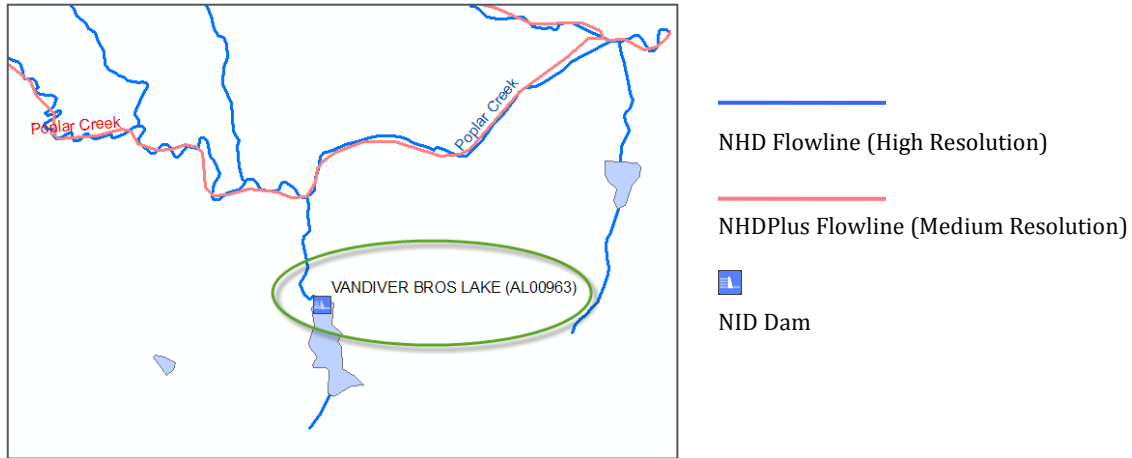 Poplar Creek
Poplar Creek
VANDIVER BROS LAKE (AL00963)
NHD Flowline (High Resolution)
NHDPlus Flowline (Medium Resolution)
NID Dam